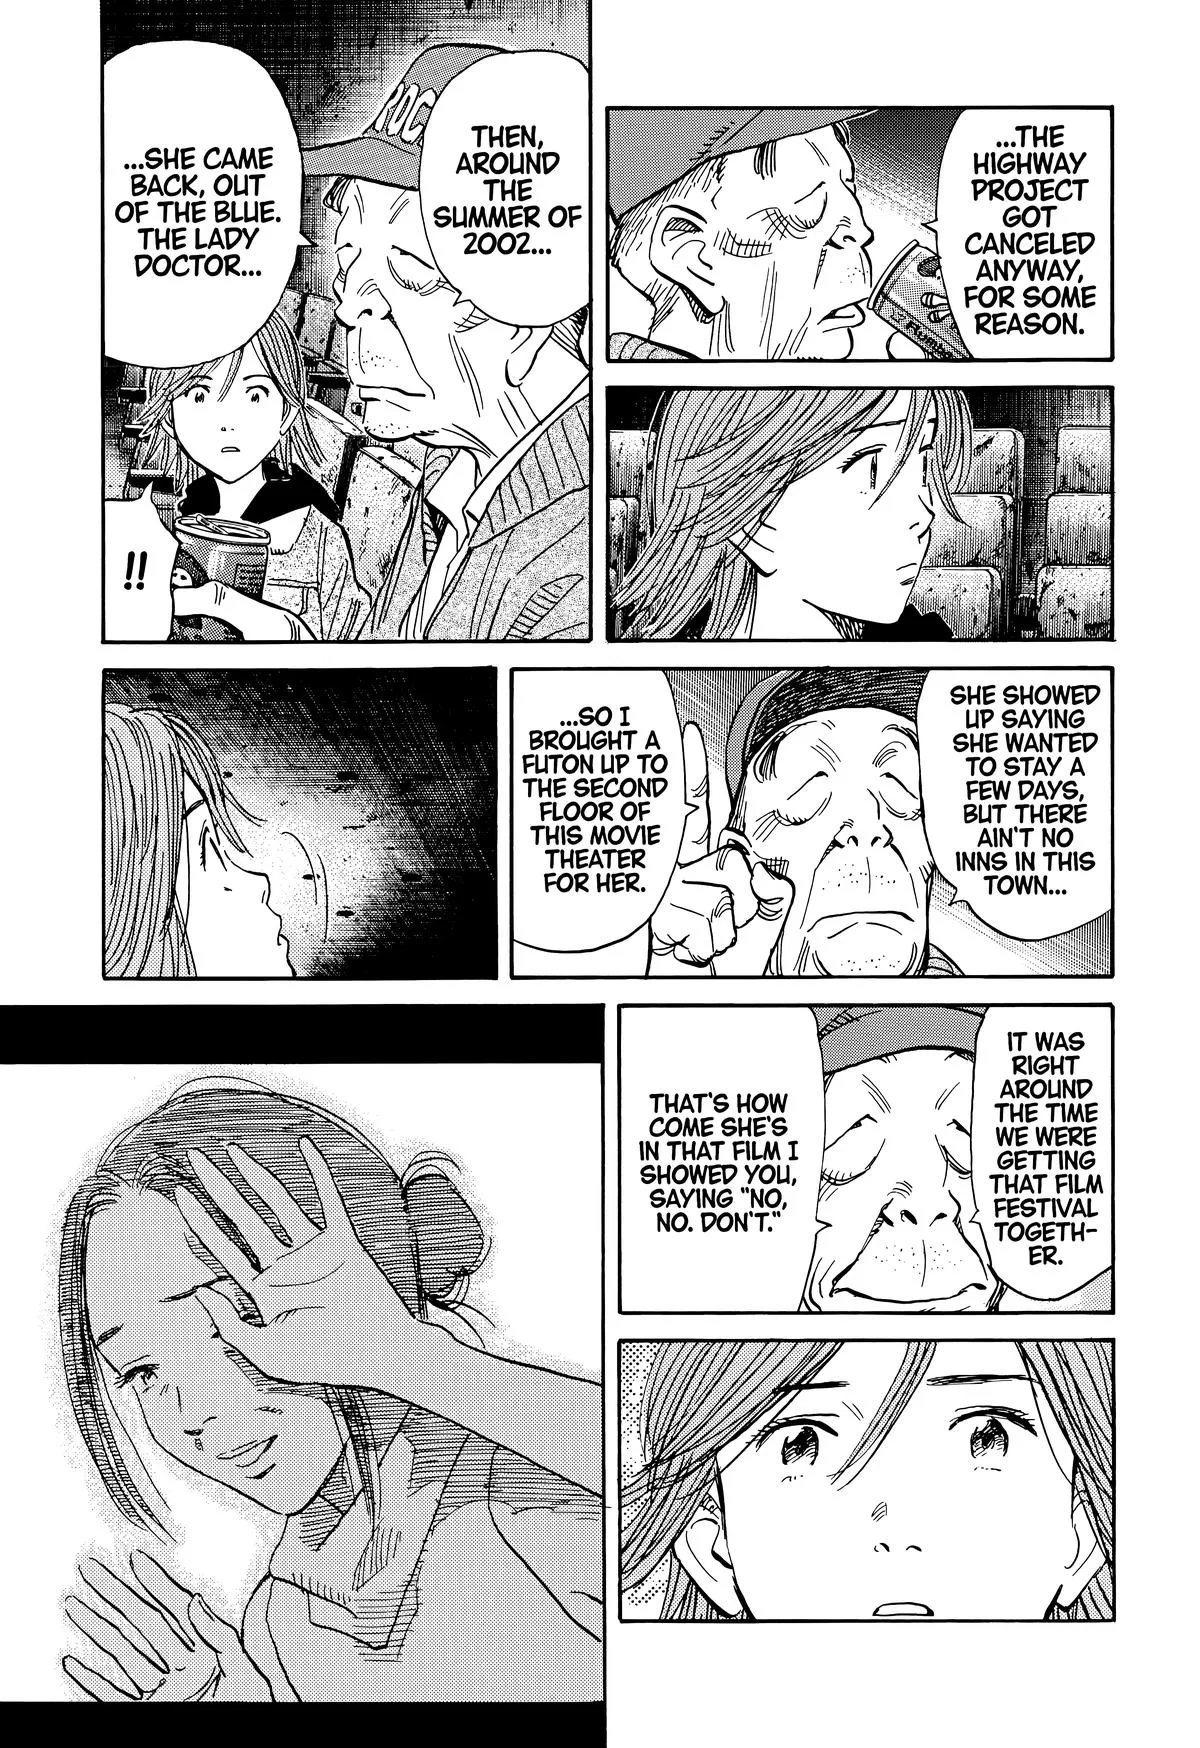 ...THE
HIGHWAY
PROJECT
GOT
CANCELED
ANYWAY,
FOR SOME
REASON.
THEN,
AROUND
THE
SUMMER OF
2002...
ROC
...SHE CAME
BACK, OUT
OF THE BLUE.
THE LADY
DOCTOR...
!!
SHE SHOWED
UP SAYING
SHE WANTED
TO STAY A
FEW DAYS,
BUT THERE
AIN'T NO
INNS IN THIS
TOWN...
...SO I
BROUGHT A
FUTON UP TO
THE SECOND
FLOOR OF
THIS MOVIE
THEATER
FOR HER.
IT WAS
RIGHT
AROUND
THE TIME
WE WERE
GETTING
THAT FILM
FESTIVAL
TOGETH-
ER.
THAT'S HOW
COME SHE'S
IN THAT FILM I
SHOWED YOU,
SAYING "NO,
NO. DON'T."